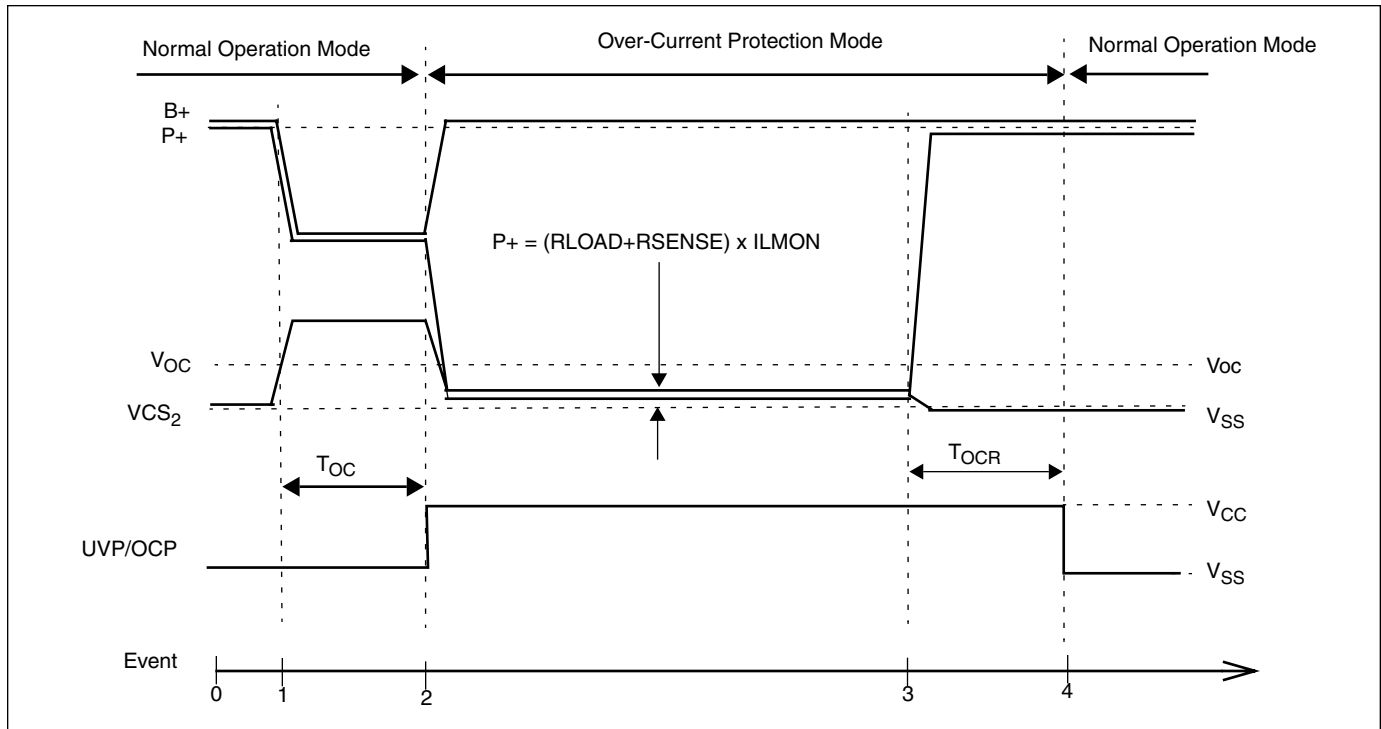 Normal Operation Mode
Over-Current Protection Mode
Normal Operation Mode
B+
P+
P+ = (RLOAD+RSENSE) x ILMON
VOC
Voc
VCS2
VSS
TOC
TOCR
VCC
UVP/OCP
VSS
Event
0 1 2 3 4